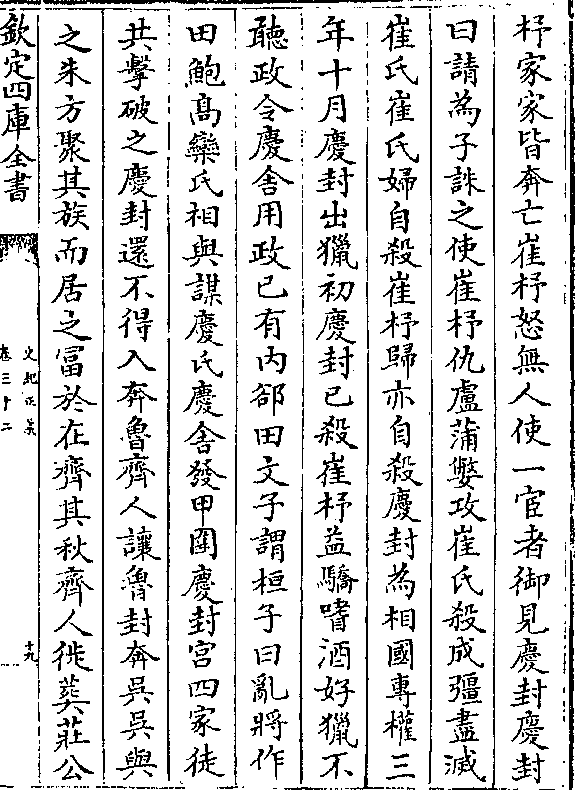 杼家家皆奔亡崔杼怒無人使一宦者御見慶封慶封
曰請為子誅之使崔杼仇盧蒲嫳攻崔氏殺成彊盡滅
崔氏崔氏婦自殺崔杼歸亦自殺慶封為相國專權三
年十月慶封出獵初慶封已殺崔杼益驕嗜酒好獵不
聽政令慶舍用政已有内郤田文子謂桓子曰亂將作
田鮑髙欒氏相與謀慶氏慶舍發甲圍慶封宫四家徒
共擊破之慶封還不得入奔魯齊人讓魯封奔吳吳與
之朱方聚其族而居之富於在齊其秋齊人徙葬莊公
欽定四庫全書
史記正義
卷三十二
十九